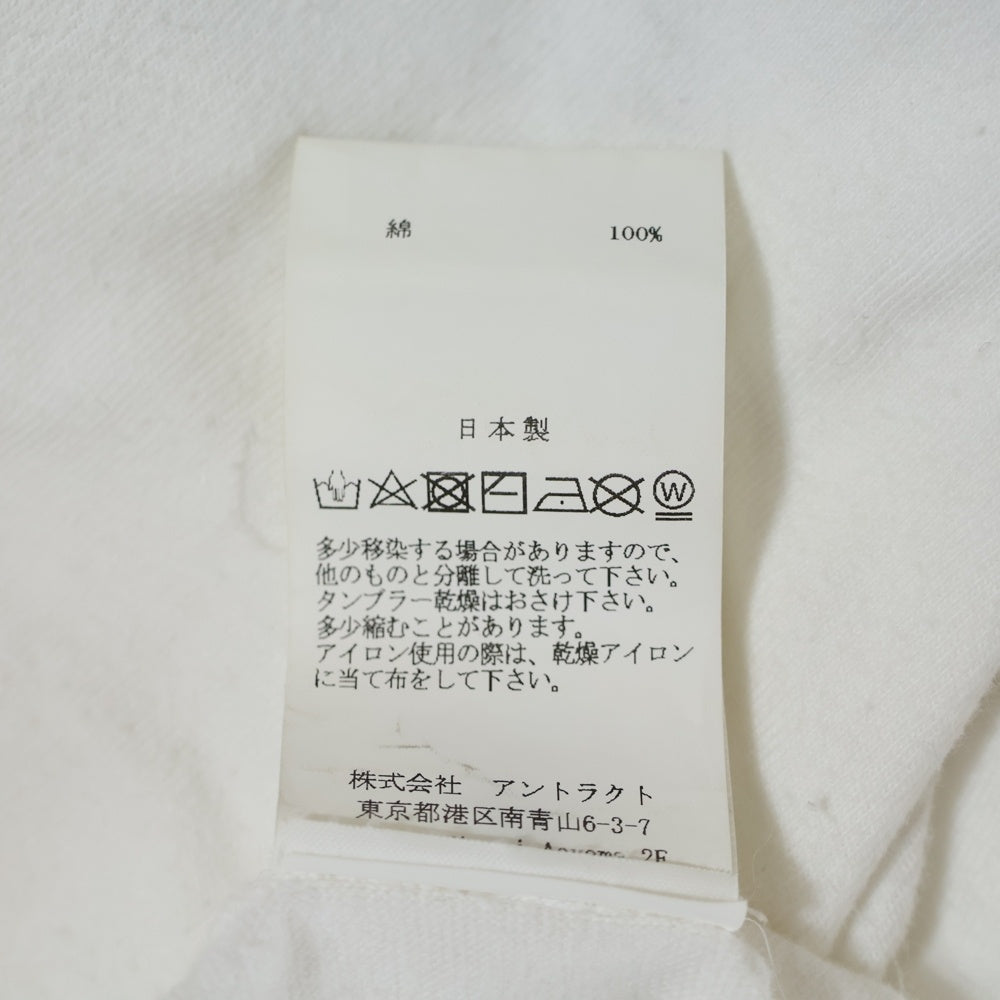 綿 100%
日本製
W
多少移染する場合がありますので、
他のものと分離して洗って下さい。
タンブラー乾燥はおさけ下さい。
多少縮むことがあります。
アイロン使用の際は、乾燥アイロン
に当て布をして下さい。
株式会社 アントラクト
東京都港区南青山6-3-7
Aoyama 2F